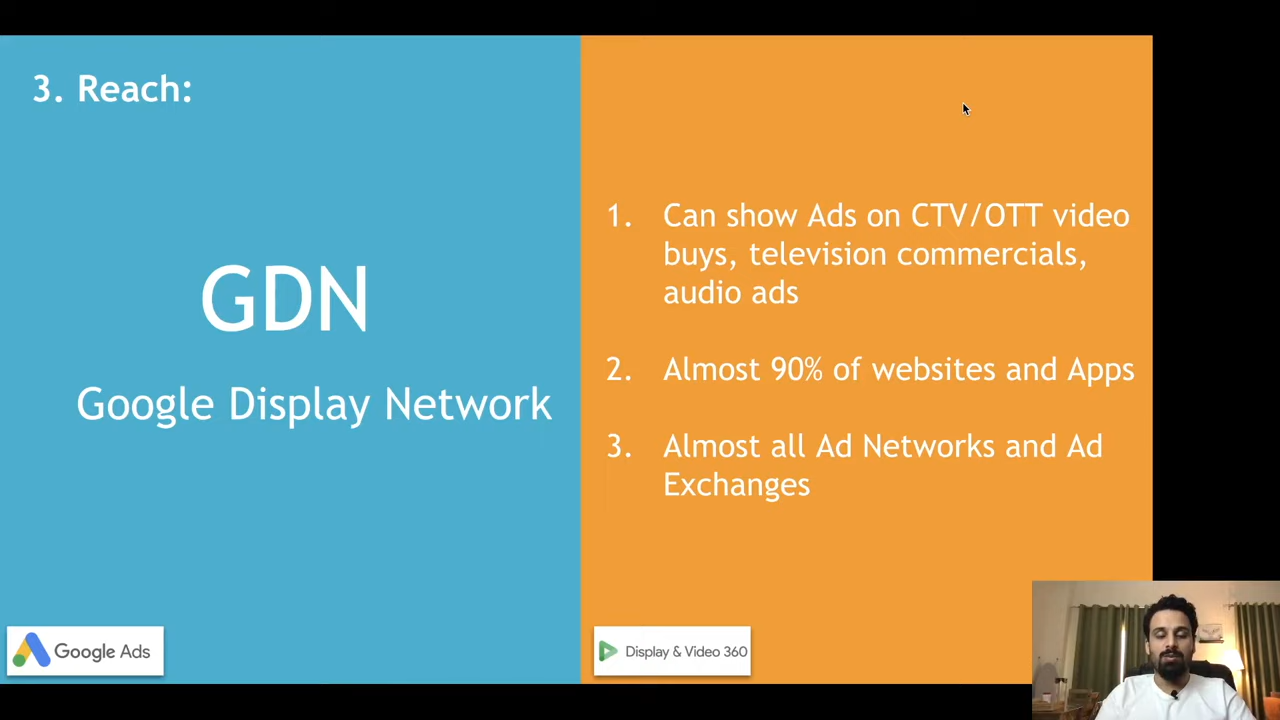 3. Reach:
GDN
Google Display Network
Google Ads
1. Can show Ads on CTV/OTT video
buys, television commercials,
audio ads
2. Almost 90% of websites and Apps
3. Almost all Ad Networks and Ad
Exchanges
Display & Video 360